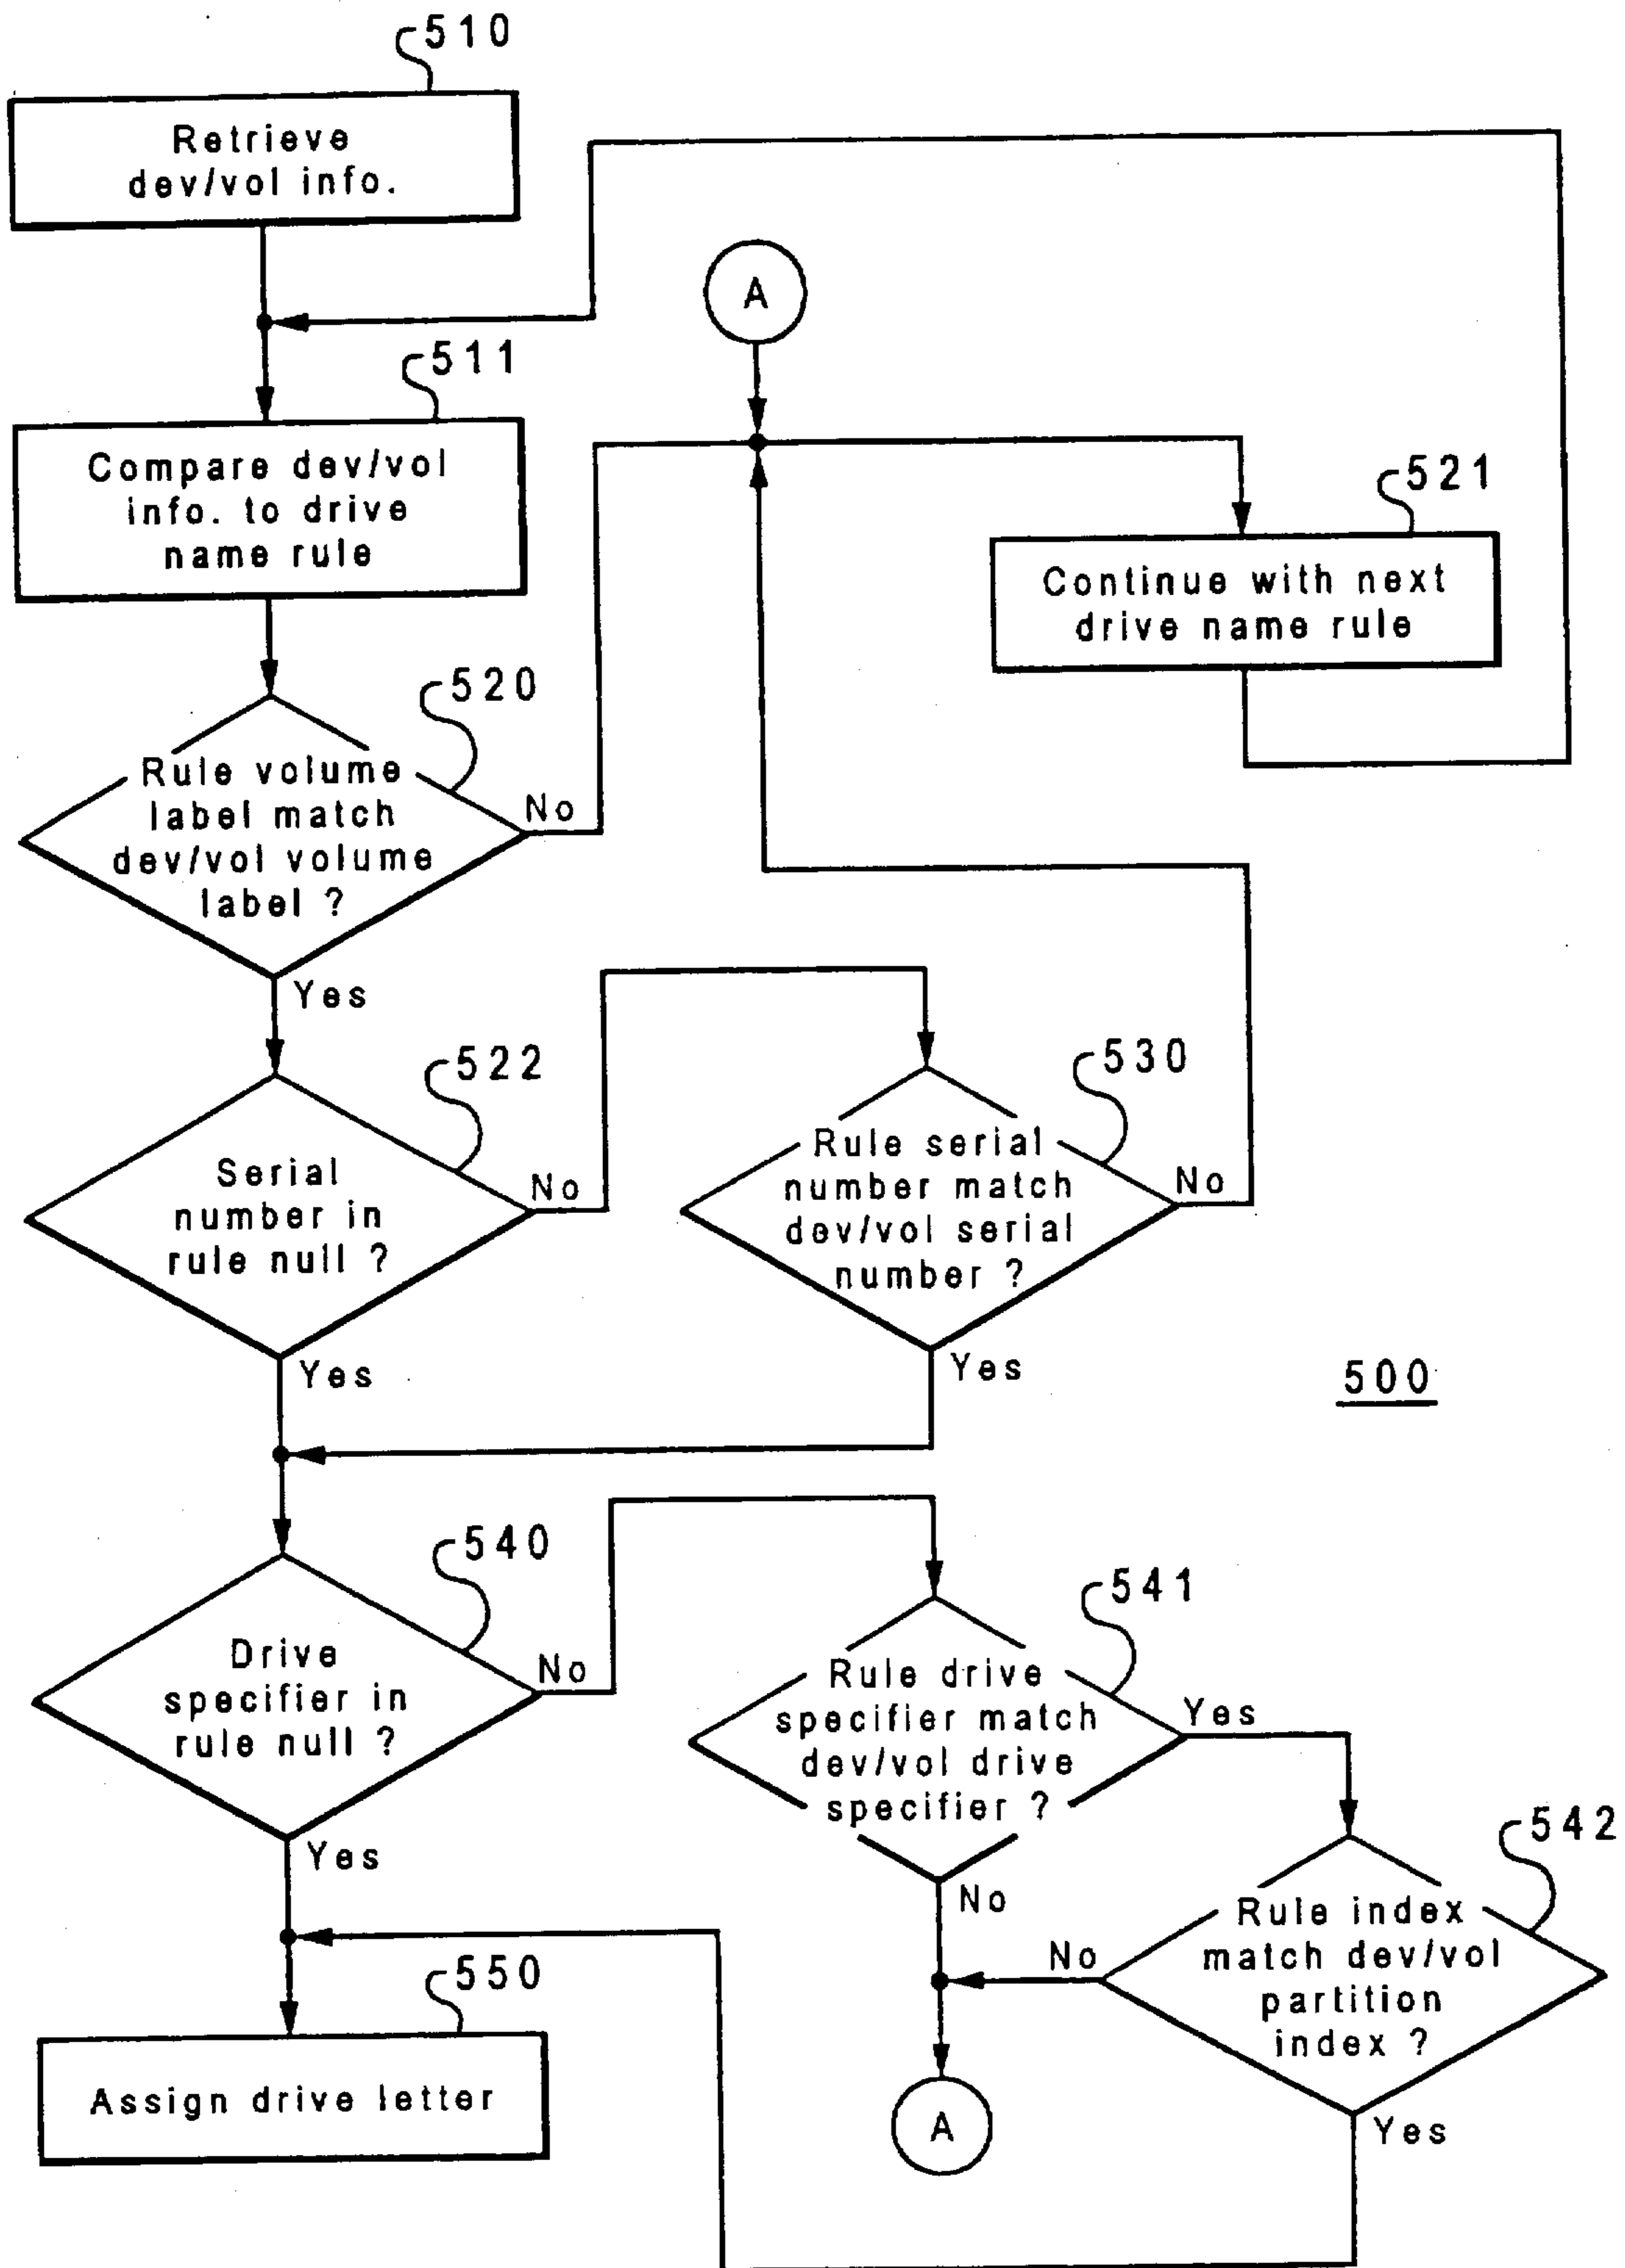 510
Retrieve
dev/vol info.
A
511
Compare dev/vol
info. to drive
name rule
521
Continue with next
drive name rule
520
Rule volume
label match
dev/vol volume
label ?
No
Yes
522
Serial
number in
rule null ?
No
Yes
530
Rule serial
number match
dev/vol serial
number ?
No
Yes
500
540
Drive
specifier in
rule null ?
No
Yes
541
Rule drive
specifier match
dev/vol drive
specifier ?
Yes
No
542
Rule index
match dev/vol
partition
index ?
No
Yes
550
Assign drive letter
A